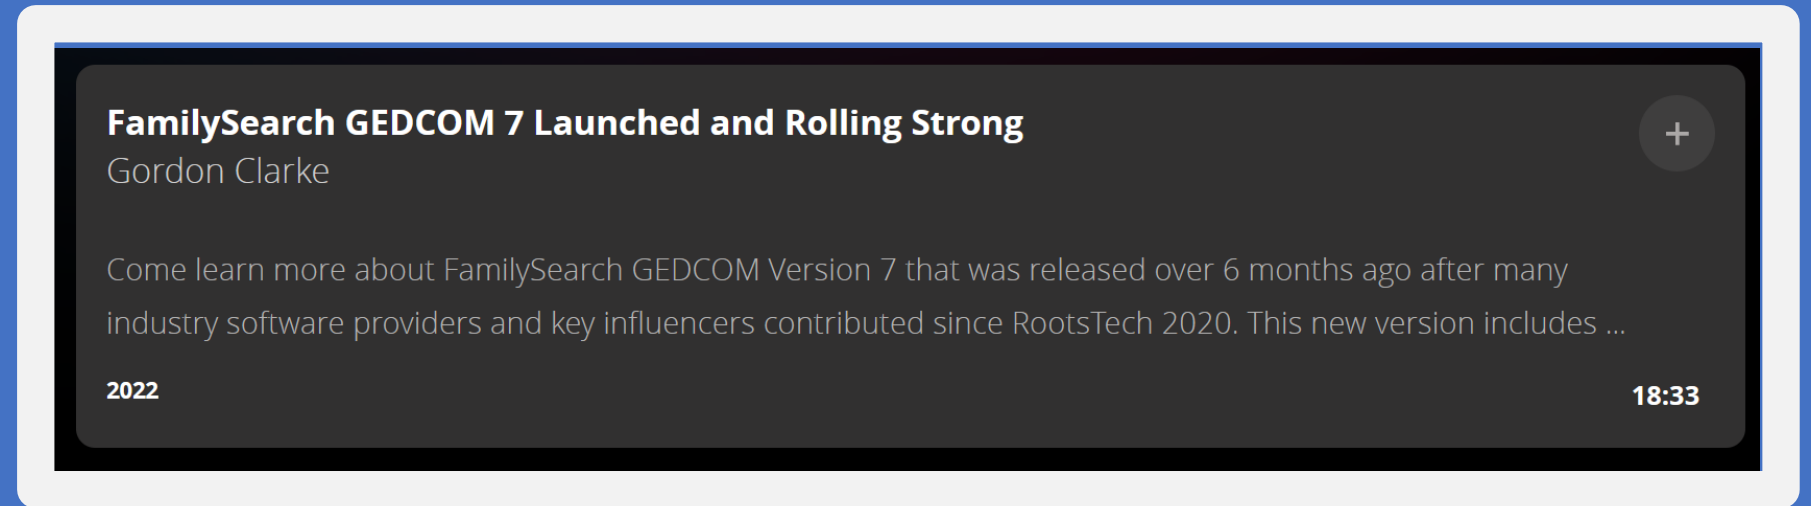 FamilySearch GEDCOM 7 Launched and Rolling Strong
Gordon Clarke
Come learn more about FamilySearch GEDCOM Version 7 that was released over 6 months ago after many
industry software providers and key influencers contributed since RootsTech 2020. This new version includes ...
2022
18:33